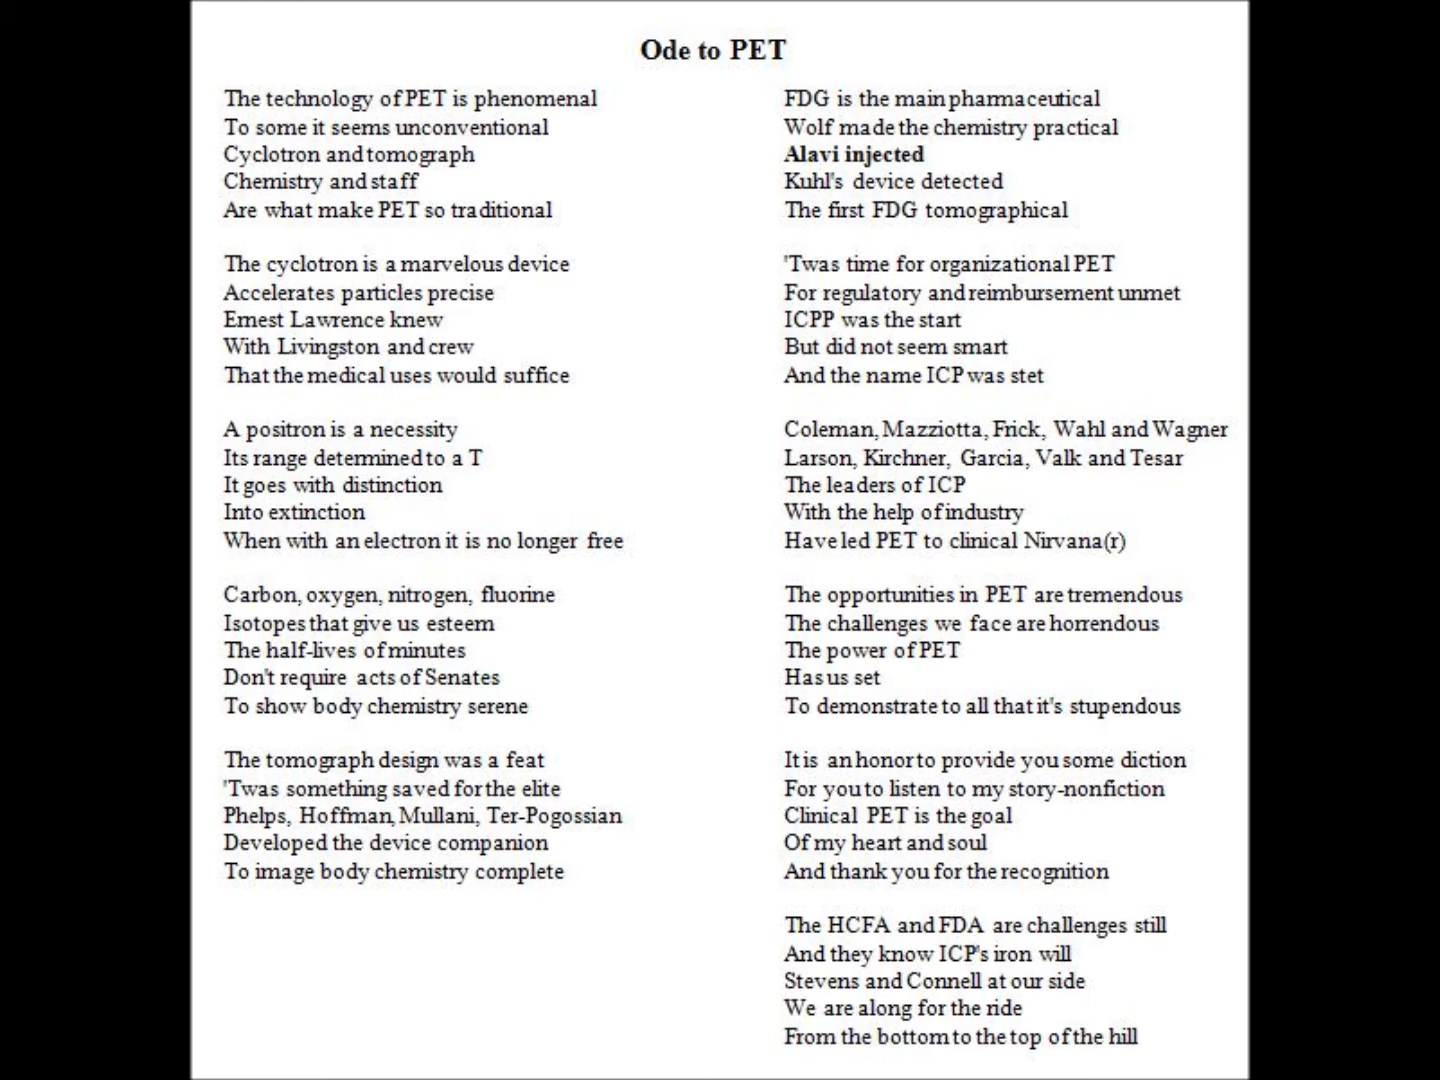 Ode to PET
The technology of PET is phenomenal
To some it seems unconventional
Cyclotron and tomograph
Chemistry and staff
Are what make PET so traditional
The cyclotron is a marvelous device
Accelerates particles precise
Ernest Lawrence knew
With Livingston and crew
That the medical uses would suffice
A positron is a necessity
Its range determined to a T
It goes with distinction
Into extinction
When with an electron it is no longer free
Carbon, oxygen, nitrogen, fluorine
Isotopes that give us esteem
The half-lives of minutes
Don't require acts of Senates
To show body chemistry serene
The tomograph design was a feat
'Twas something saved for the elite
Phelps, Hoffman, Mullani, Ter-Pogossian
Developed the device companion
To image body chemistry complete
FDG is the main pharmaceutical
Wolf made the chemistry practical
Alavi injected
Kuhl's device detected
The first FDG tomographical
'Twas time for organizational PET
For regulatory and reimbursement unmet
ICPP was the start
But did not seem smart
And the name ICP was stet
Coleman, Mazziotta, Frick, Wahl and Wagner
Larson, Kirchner, Garcia, Valk and Tesar
The leaders of ICP
With the help of industry
Have led PET to clinical Nirvana(r)
The opportunities in PET are tremendous
The challenges we face are horrendous
The power of PET
Has us set
To demonstrate to all that it's stupendous
It is an honor to provide you some diction
For you to listen to my story-nonfiction
Clinical PET is the goal
Of my heart and soul
And thank you for the recognition
The HCFA and FDA are challenges still
And they know ICP's iron will
Stevens and Connell at our side
We are along for the ride
From the bottom to the top of the hill